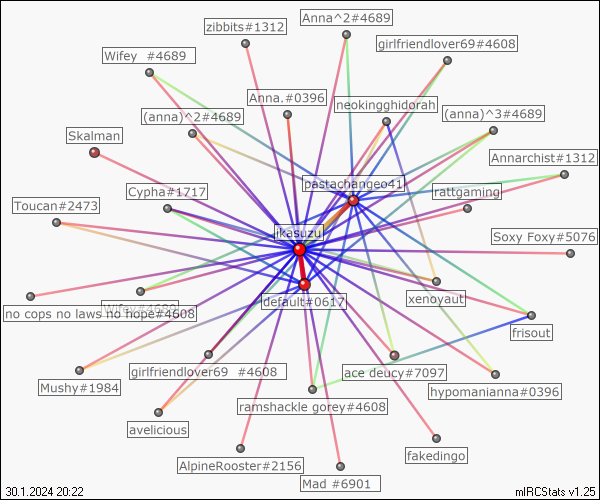 Anna^2#4689
zibbits#1312
girlfriendlover69#4608
Wifey  #4689
Anna.#0396
neokingghidorah
(anna)^2#4689
(anna)^3#4689
Skalman
Annarchist#1312
pastachangeo41
Cypha#1717
rattgaming
Toucan#2473
ikasuzu
Soxy Foxy#5076
xenoyaut
default#0617
Wifey#4689
no cops no laws no hope#4608
frisout
girlfriendlover69  #4608
ace deucy#7097
Mushy#1984
hypomanianna#0396
ramshackle gorey#4608
avelicious
fakedingo
AlpineRooster#2156
Mad #6901
30.1.2024 20:22
mIRCStats v1.25